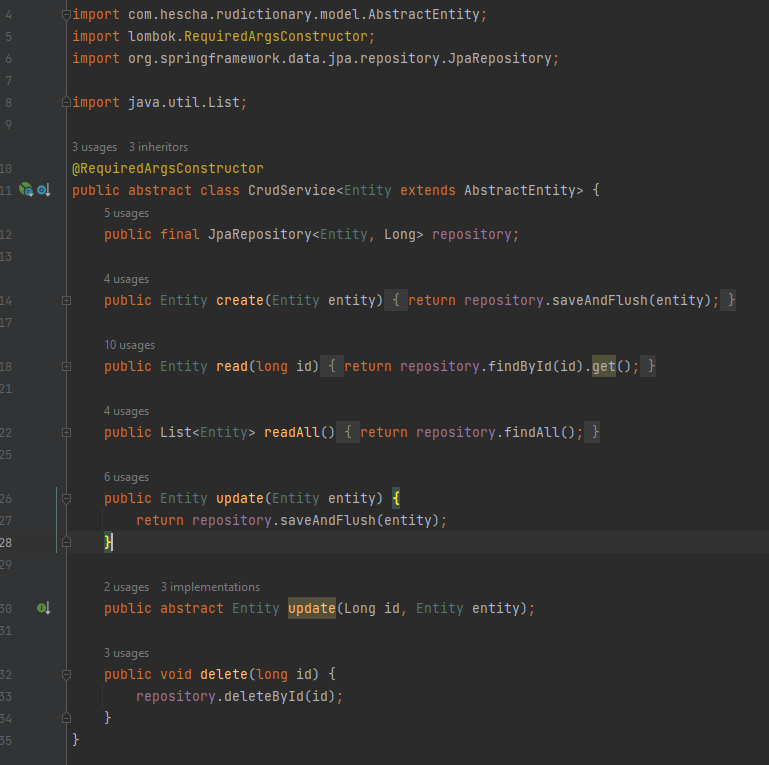 4 import com.hescha.rudictionary.model.AbstractEntity;
5 import lombok.RequiredArgsConstructor;
6 import org.springframework.data.jpa.repository.JpaRepository;
7
8 import java.util.List;
9
3 usages 3 inheritors
10 @RequiredArgsConstructor
11 public abstract class CrudService<Entity extends AbstractEntity> {
5 usages
12 public final JpaRepository<Entity, Long> repository;
13
4 usages
14 public Entity create(Entity entity) { return repository.saveAndFlush(entity); }
17
10 usages
18 public Entity read(long id) { return repository.findById(id).get(); }
21
4 usages
22 public List<Entity> readAll() { return repository.findAll(); }
25
6 usages
26 public Entity update(Entity entity) {
27 return repository.saveAndFlush(entity);
28 }
29
2 usages 3 implementations
30 public abstract Entity update(Long id, Entity entity);
31
3 usages
32 public void delete(long id) {
33 repository.deleteById(id);
34 }
35 }